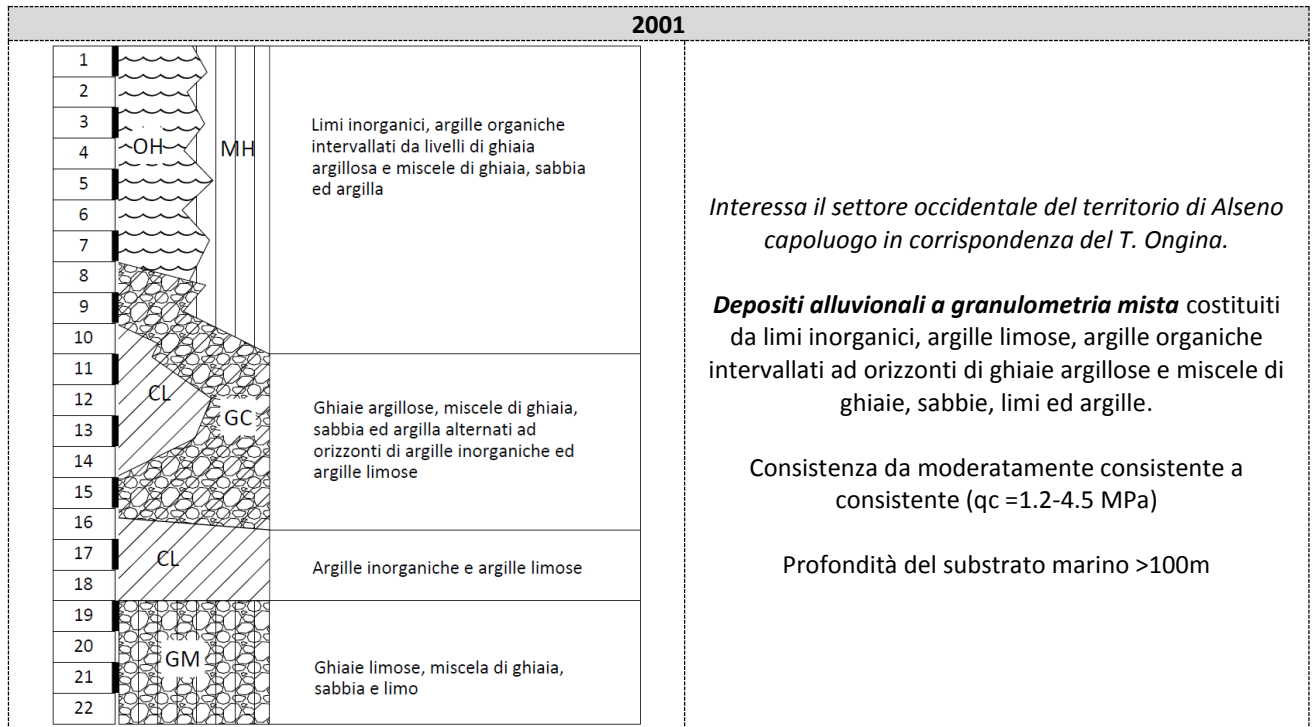 2001
1
2
3
4
5
6
7
8
9
10
11
12
13
14
15
16
17
18
19
20
21
22
OH
MH
CL
GC
CL
GM
Limi inorganici, argille organiche
intervallati da livelli di ghiaia
argillosa e miscele di ghiaia, sabbia
ed argilla
Ghiaie argillose, miscele di ghiaia,
sabbia ed argilla alternati ad
orizzonti di argille inorganiche ed
argille limose
Argille inorganiche e argille limose
Ghiaie limose, miscela di ghiaia,
sabbia e limo
Interessa il settore occidentale del territorio di Alseno
capoluogo in corrispondenza del T. Ongina.
Depositi alluvionali a granulometria mista costituiti
da limi inorganici, argille limose, argille organiche
intervallati ad orizzonti di ghiaie argillose e miscele di
ghiaie, sabbie, limi ed argille.
Consistenza da moderatamente consistente a
consistente (qc =1.2-4.5 MPa)
Profondità del substrato marino >100m